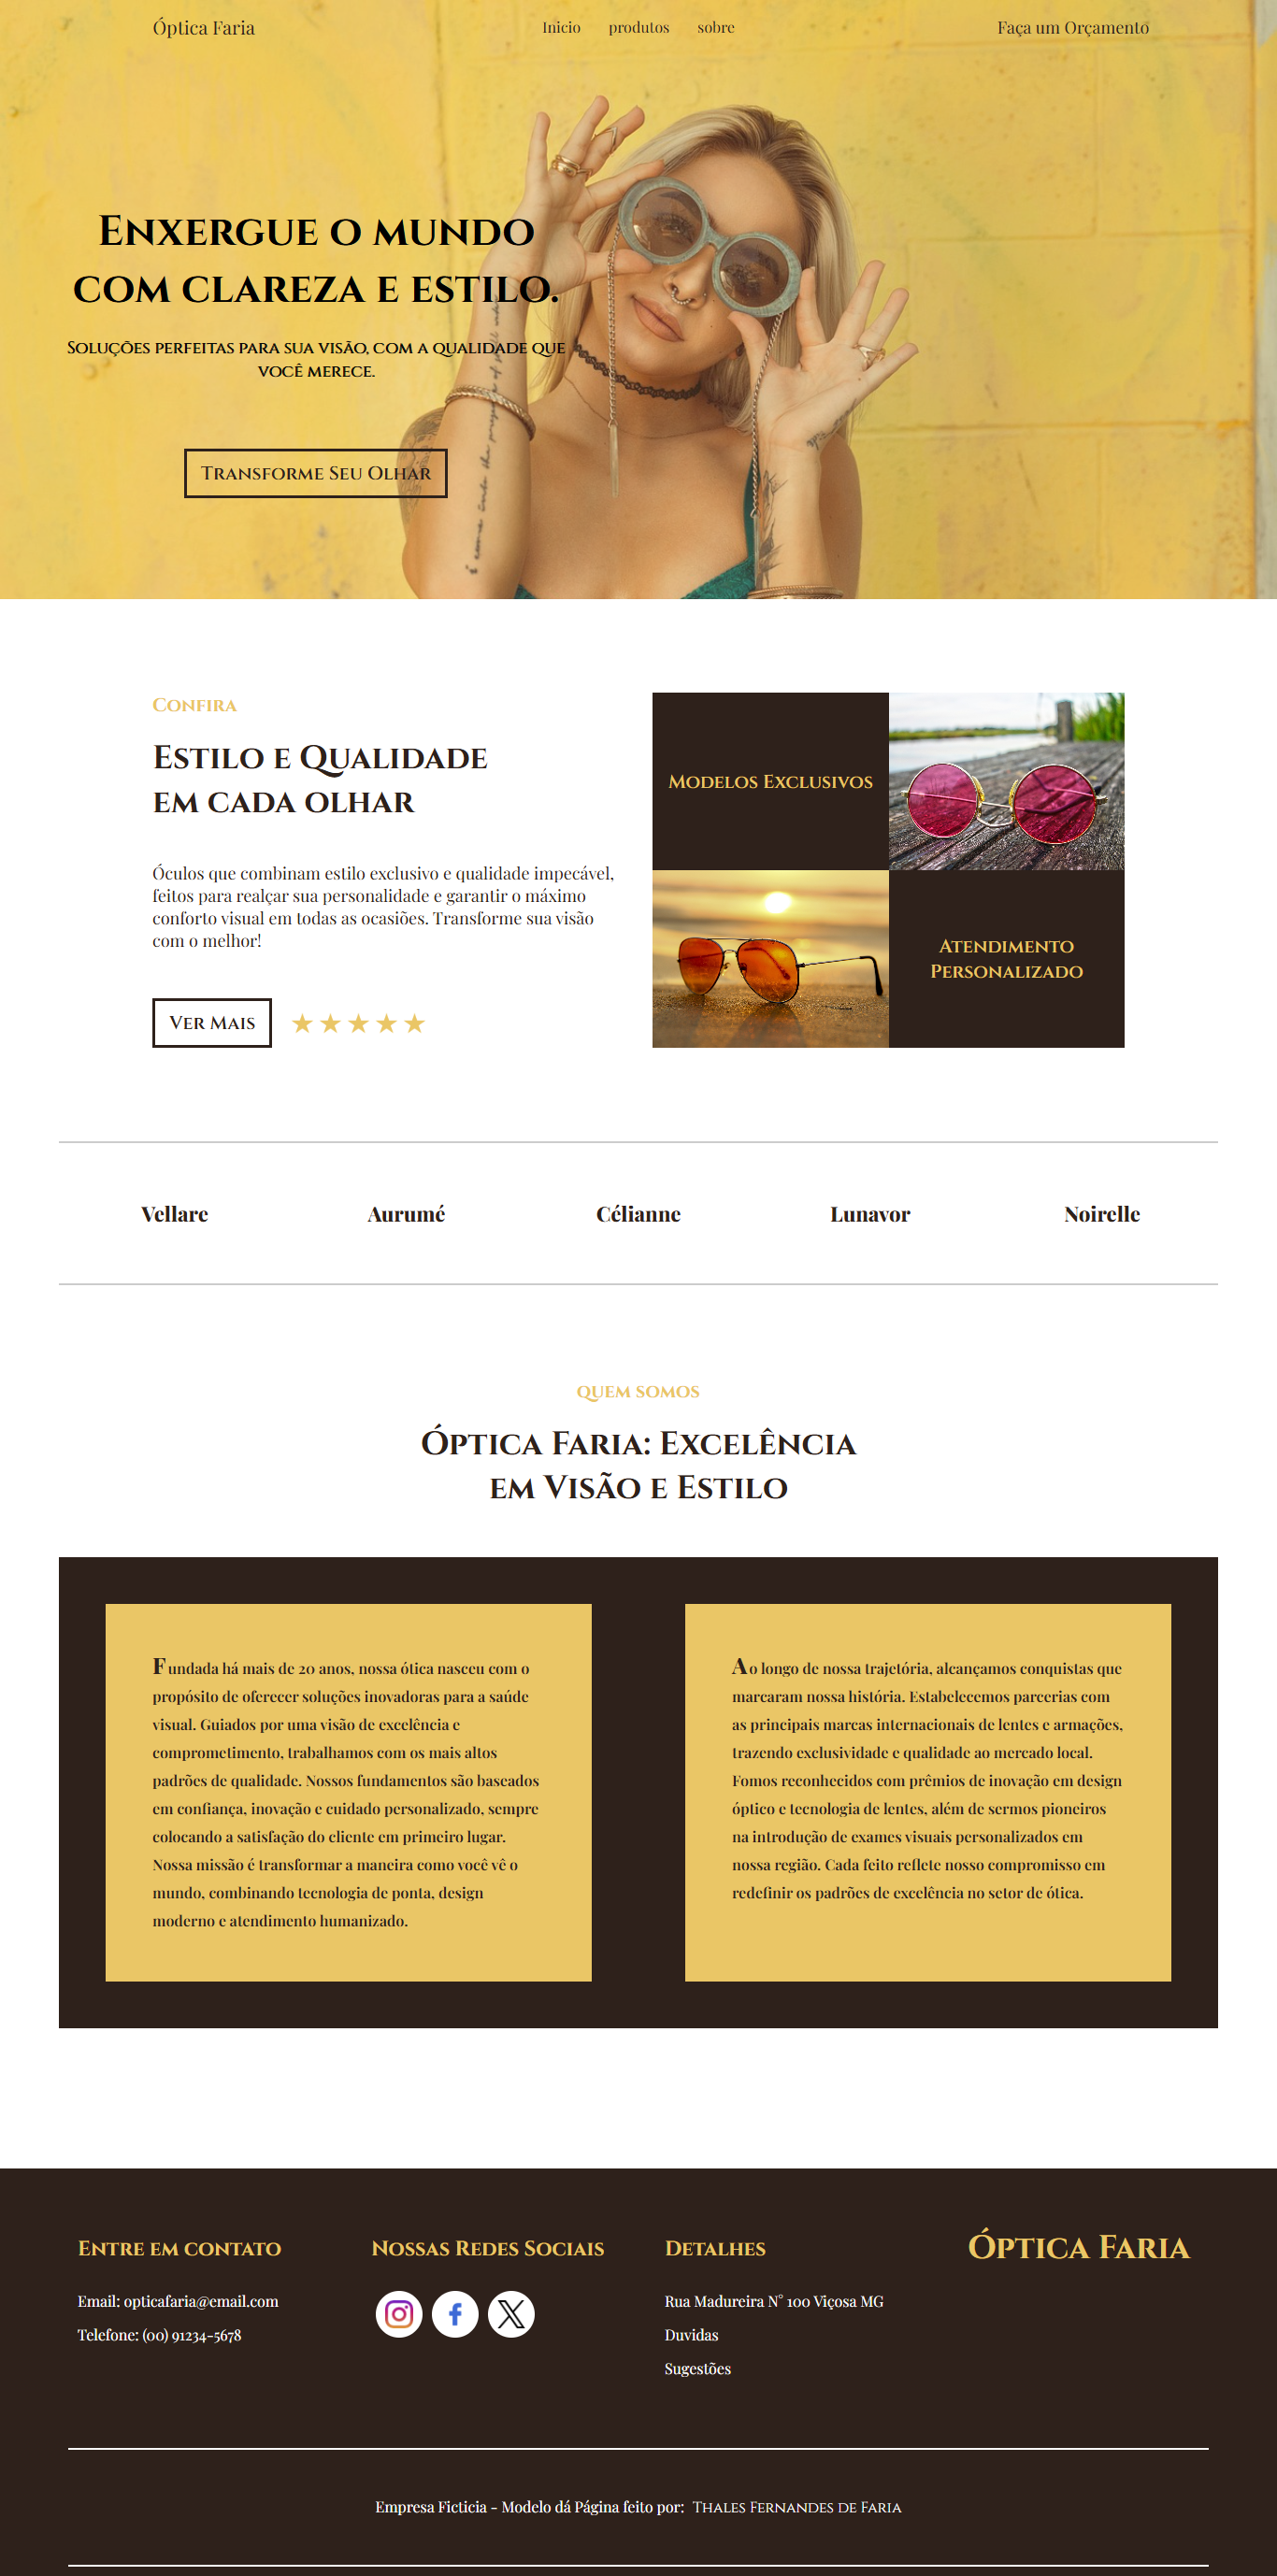 Óptica Faria
Inicio produtos sobre
Faça um Orçamento
Enxergue o mundo
com clareza e estilo.
Soluções perfeitas para sua visão, com a qualidade que
você merece.
Transforme Seu Olhar
Confira
Estilo e Qualidade
em cada olhar
Óculos que combinam estilo exclusivo e qualidade impecável,
feitos para realçar sua personalidade e garantir o máximo
conforto visual em todas as ocasiões. Transforme sua visão
com o melhor!
Ver Mais ★ ★ ★ ★ ★
Modelos Exclusivos
Atendimento
Personalizado
Vellare Aurumé Célianne Lunavor Noirelle
quem somos
Óptica Faria: Excelência
em Visão e Estilo
Fundada há mais de 20 anos, nossa ótica nasceu com o
propósito de oferecer soluções inovadoras para a saúde
visual. Guiados por uma visão de excelência e
comprometimento, trabalhamos com os mais altos
padrões de qualidade. Nossos fundamentos são baseados
em confiança, inovação e cuidado personalizado, sempre
colocando a satisfação do cliente em primeiro lugar.
Nossa missão é transformar a maneira como você vê o
mundo, combinando tecnologia de ponta, design
moderno e atendimento humanizado.
Ao longo de nossa trajetória, alcançamos conquistas que
marcaram nossa história. Estabelecemos parcerias com
as principais marcas internacionais de lentes e armações,
trazendo exclusividade e qualidade ao mercado local.
Fomos reconhecidos com prêmios de inovação em design
óptico e tecnologia de lentes, além de sermos pioneiros
na introdução de exames visuais personalizados em
nossa região. Cada feito reflete nosso compromisso em
redefinir os padrões de excelência no setor de ótica.
Entre em contato
Email: opticafaria@email.com
Telefone: (00) 91234-5678
Nossas Redes Sociais
Detalhes
Rua Madureira N° 100 Viçosa MG
Duvidas
Sugestões
Óptica Faria
Empresa Ficticia - Modelo dá Página feito por: Thales Fernandes de Faria